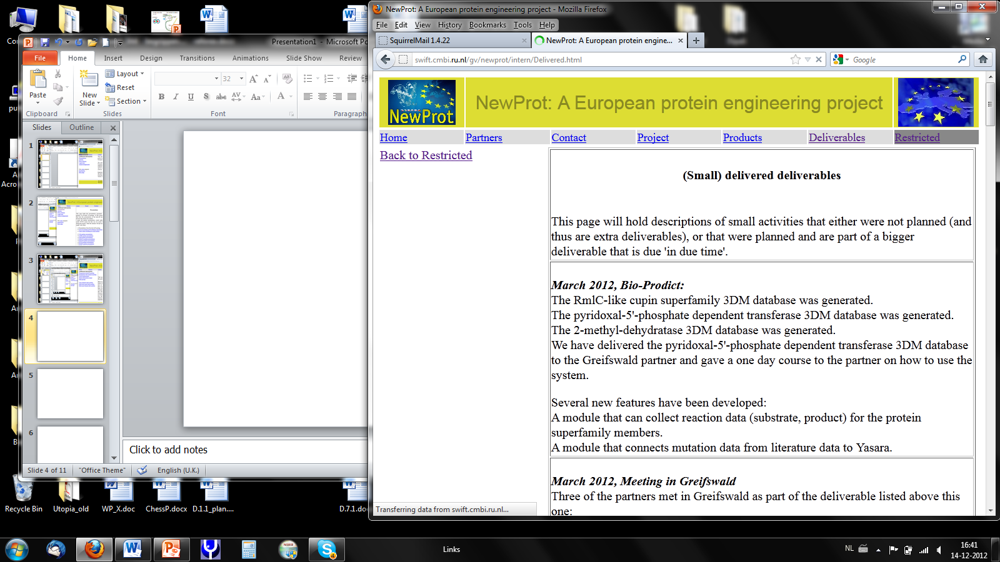 NewProt: A European protein engineering project - Mozilla Firefox
File Edit View History Bookmarks Tools Help
SquirrelMail 1.4.22
NewProt: A European protein engine...
swift.cmbi.ru.nl/gv/newprot/intern/Delivered.html
Google
NewProt
NewProt: A European protein engineering project
Home Partners Contact Project Products Deliverables Restricted
Back to Restricted
(Small) delivered deliverables
This page will hold descriptions of small activities that either were not planned (and
thus are extra deliverables), or that were planned and are part of a bigger
deliverable that is due 'in due time'.
March 2012, Bio-Prodict:
The RmlC-like cupin superfamily 3DM database was generated.
The pyridoxal-5'-phosphate dependent transferase 3DM database was generated.
The 2-methyl-dehydratase 3DM database was generated.
We have delivered the pyridoxal-5'-phosphate dependent transferase 3DM database
to the Greifswald partner and gave a one day course to the partner on how to use the
system.
Several new features have been developed:
A module that can collect reaction data (substrate, product) for the protein
superfamily members.
A module that connects mutation data from literature data to Yasara.
March 2012, Meeting in Greifswald
Three of the partners met in Greifswald as part of the deliverable listed above this
one:
Transferring data from swift.cmbi.ru.nl...
Presentation1 - Microsoft Po
File Home Insert Design Transitions Animations Slide Show Review
Paste
New
Slide
Layout
Reset
Section
32
B I U S abc AV Aa A
Clipboard Slides Font Paragraph
Slides Outline
1
2
3
4
5
6
Click to add notes
Slide 4 of 11 "Office Theme" English (U.K.)
Recycle Bin Utopia_old WP_X.doc ChessP.docx D.1.1_plan.... D.7.1.doc
Links
NL
16:41
14-12-2012